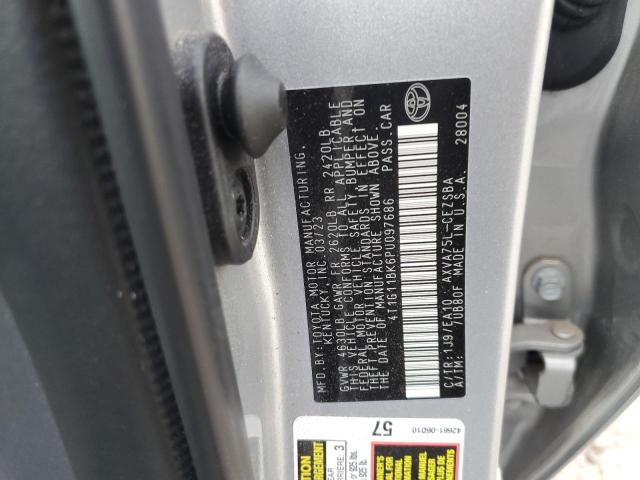 MFD. BY: TOYOTA MOTOR MANUFACTURING,
KENTUCKY, INC. 03/23
GVWR 4630LB GAWR FR 2620LB RR 2420LB
THIS VEHICLE CONFORMS TO ALL APPLICABLE
FEDERAL MOTOR VEHICLE SAFETY, BUMPER AND
THEFT PREVENTION STANDARDS IN EFFECT ON
THE DATE OF MANUFACTURE SHOWN ABOVE.
4T1G11BK6PU097686 PASS. CAR
C/TR: 1J9/EA10 AXVA75L-CEZSBA
A/TM: 70B80F MADE IN U.S.A. 28004
42661-06D10
57